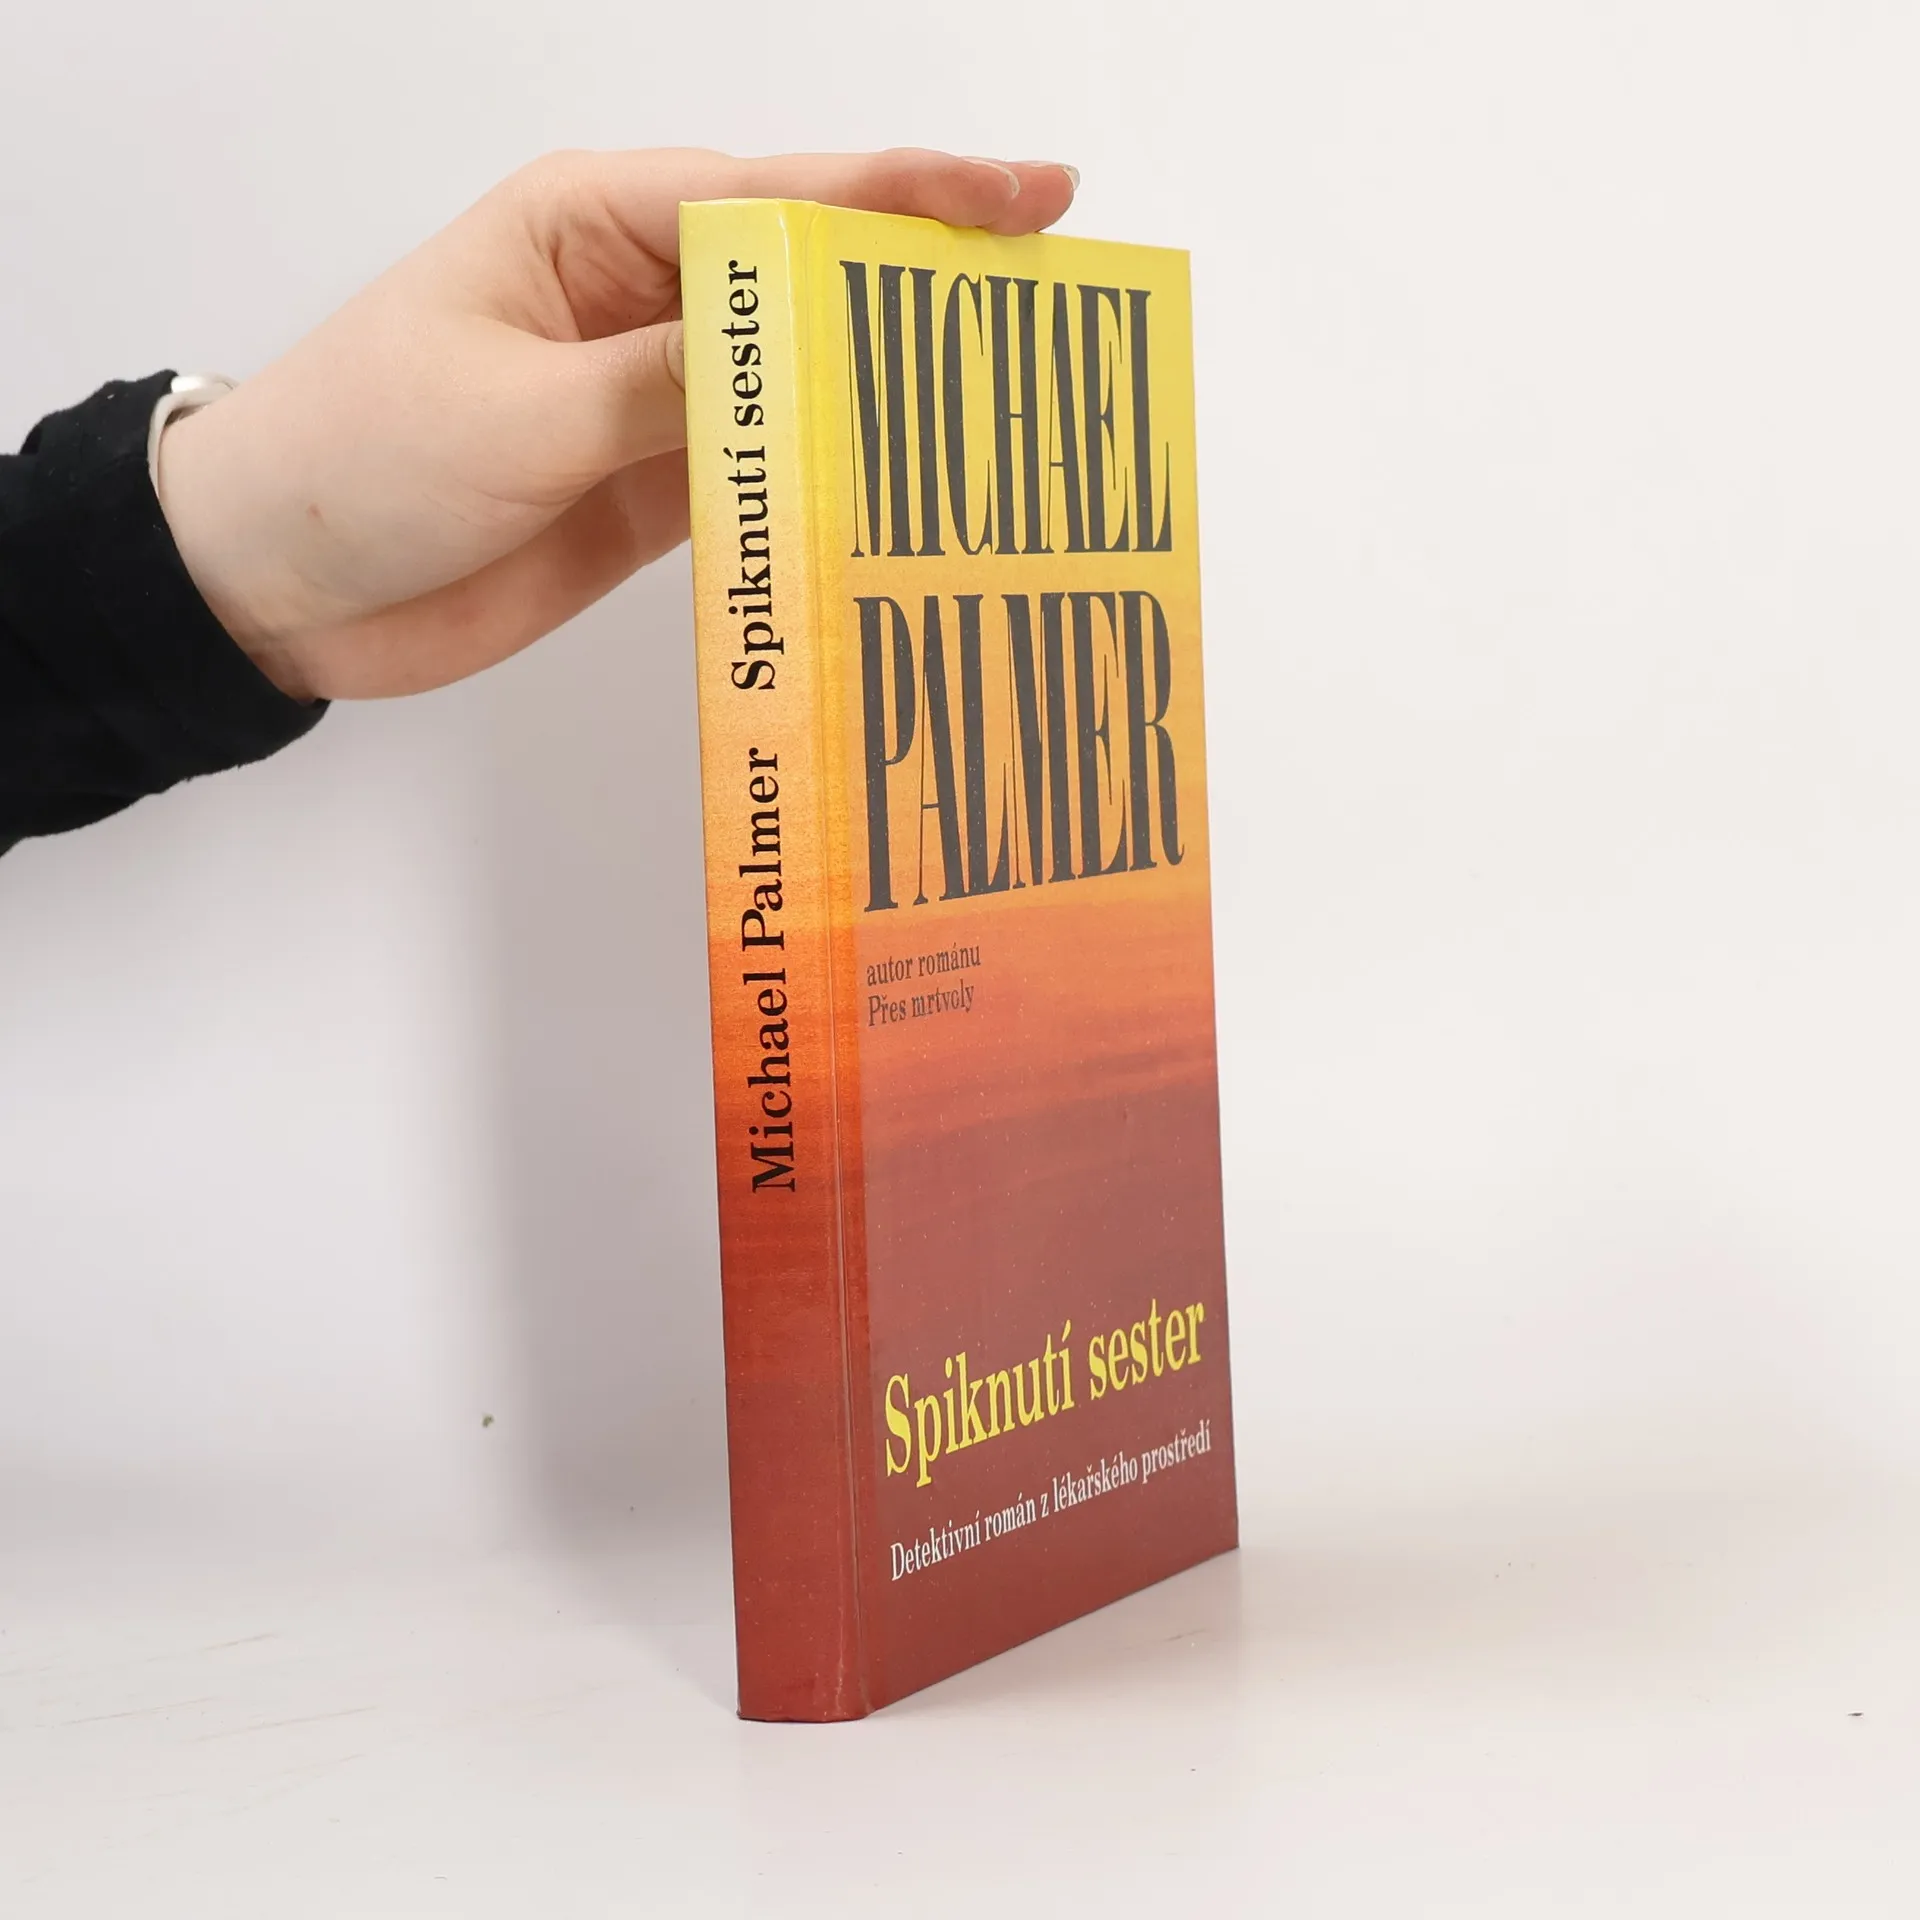 Michael Palmer Spiknutí sester
MICHAEL
PALMER
autor románu
Přes mrtvoly
Spiknutí sester
Detektivní román z lékařského prostředí